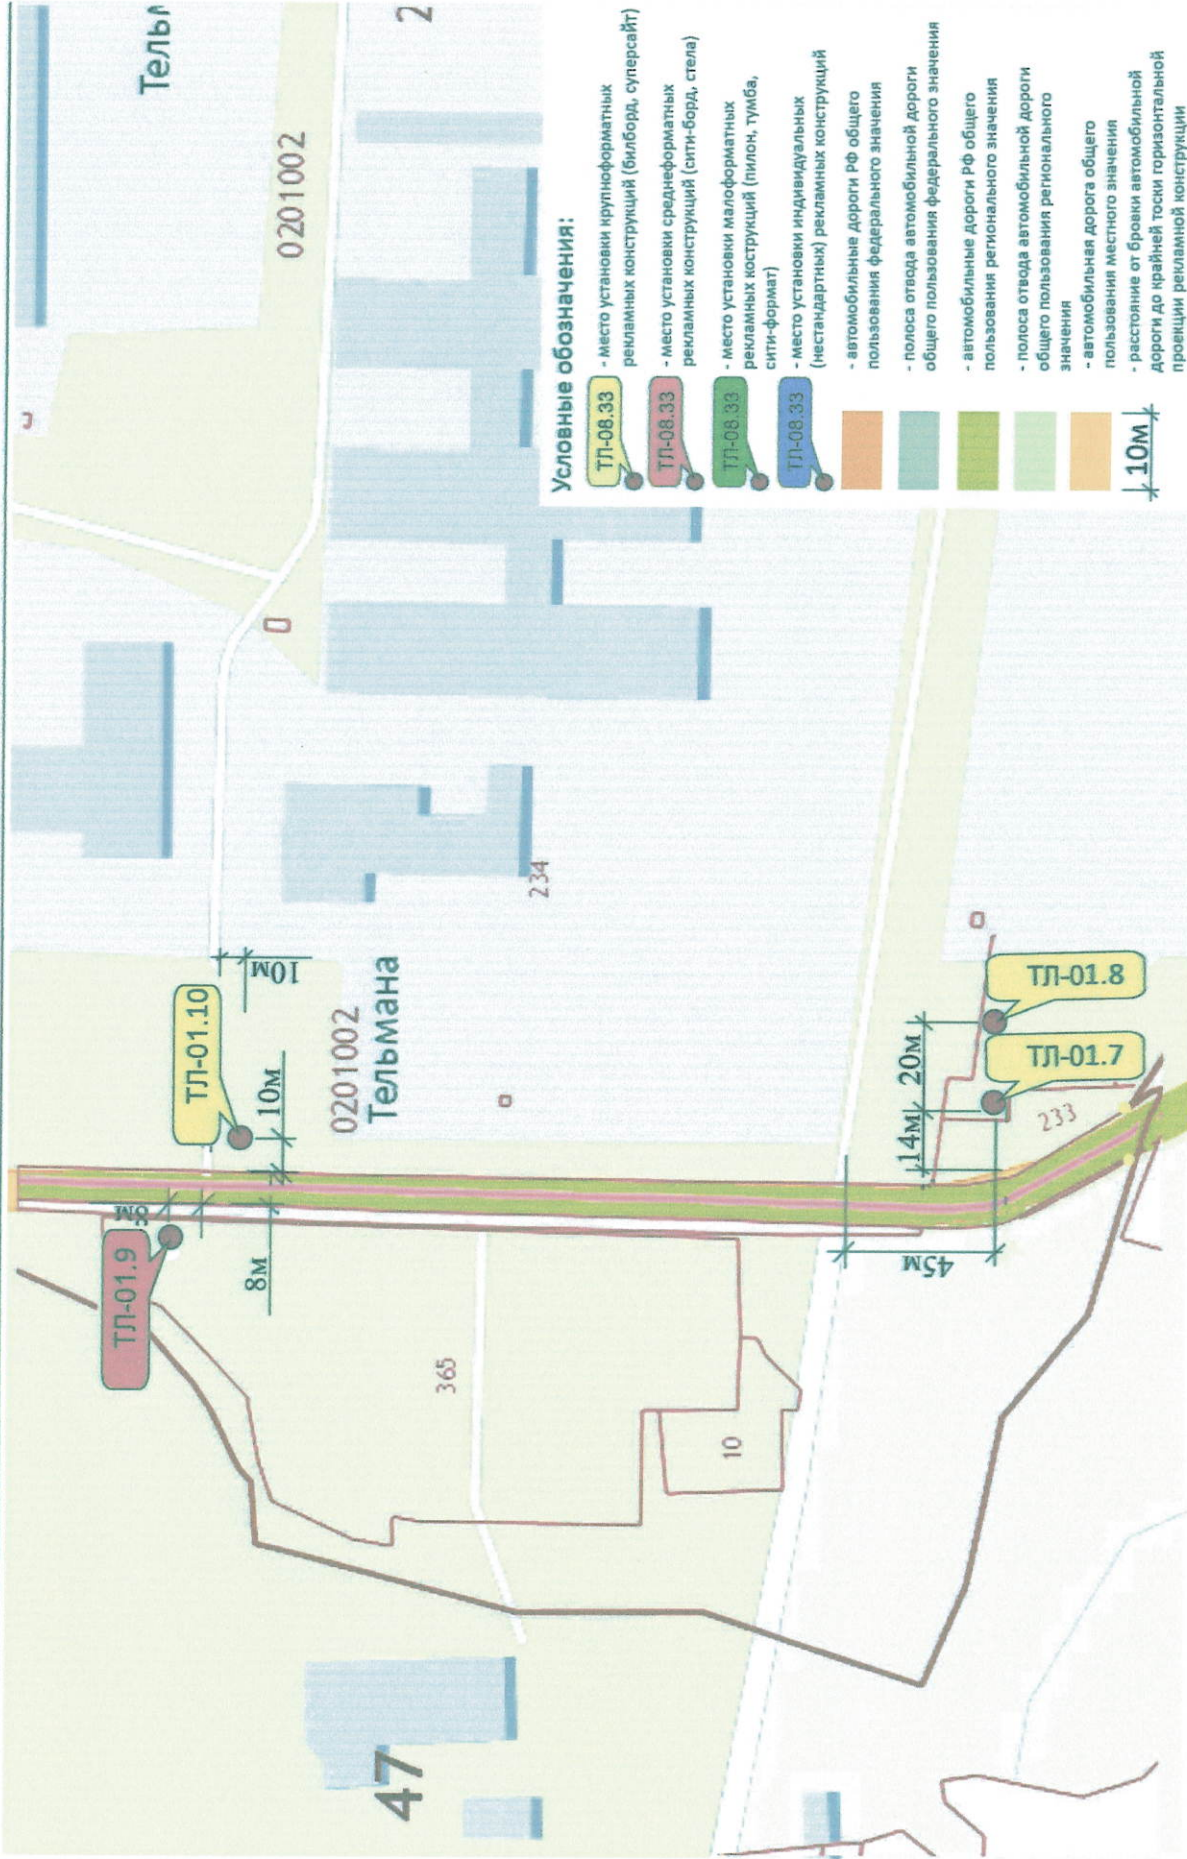 Тельм
2
0201002
ТЛ-01.9
8м
8м
ТЛ-01.10
10м
10м
0201002
Тельмана
234
365
10
47
45м
14м
20м
ТЛ-01.7
ТЛ-01.8
233
Условные обозначения:
ТЛ-08.33
- место установки крупноформатных
рекламных конструкций (билборд, суперсайт)
ТЛ-08.33
- место установки среднеформатных
рекламных конструкций (сити-борд, стела)
ТЛ-08.33
- место установки малоформатных
рекламных кострукций (пилон, тумба,
сити-формат)
ТЛ-08.33
- место установки индивидуальных
(нестандартных) рекламных конструкций
- автомобильные дороги РФ общего
пользования федерального значения
- полоса отвода автомобильной дороги
общего пользования федерального значения
- автомобильные дороги РФ общего
пользования регионального значения
- полоса отвода автомобильной дороги
общего пользования регионального
значения
- автомобильная дорога общего
пользования местного значения
10м
- расстояние от бровки автомобильной
дороги до крайней тоски горизонтальной
проекции рекламной конструкции